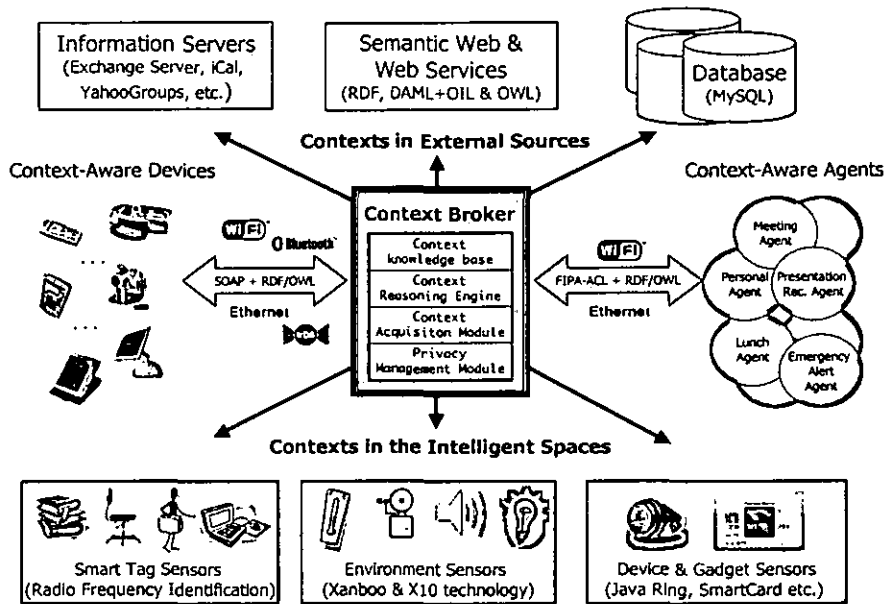 Information Servers
(Exchange Server, iCal,
YahooGroups, etc.)
Semantic Web &
Web Services
(RDF, DAML+OIL & OWL)
Database
(MySQL)
Contexts in External Sources
Context-Aware Devices
Context-Aware Agents
Context Broker
Context
knowledge base
Context
Reasoning Engine
Context
Acquisiton Module
Privacy
Management Module
WiFi
Bluetooth
SOAP + RDF/OWL
Ethernet
WiFi
FIPA-ACL + RDF/OWL
Ethernet
Meeting
Agent
Personal
Agent
Presentation
Rec. Agent
Lunch
Agent
Emergency
Alert
Agent
Contexts in the Intelligent Spaces
Smart Tag Sensors
(Radio Frequency Identification)
Environment Sensors
(Xanboo & X10 technology)
Device & Gadget Sensors
(Java Ring, SmartCard etc.)